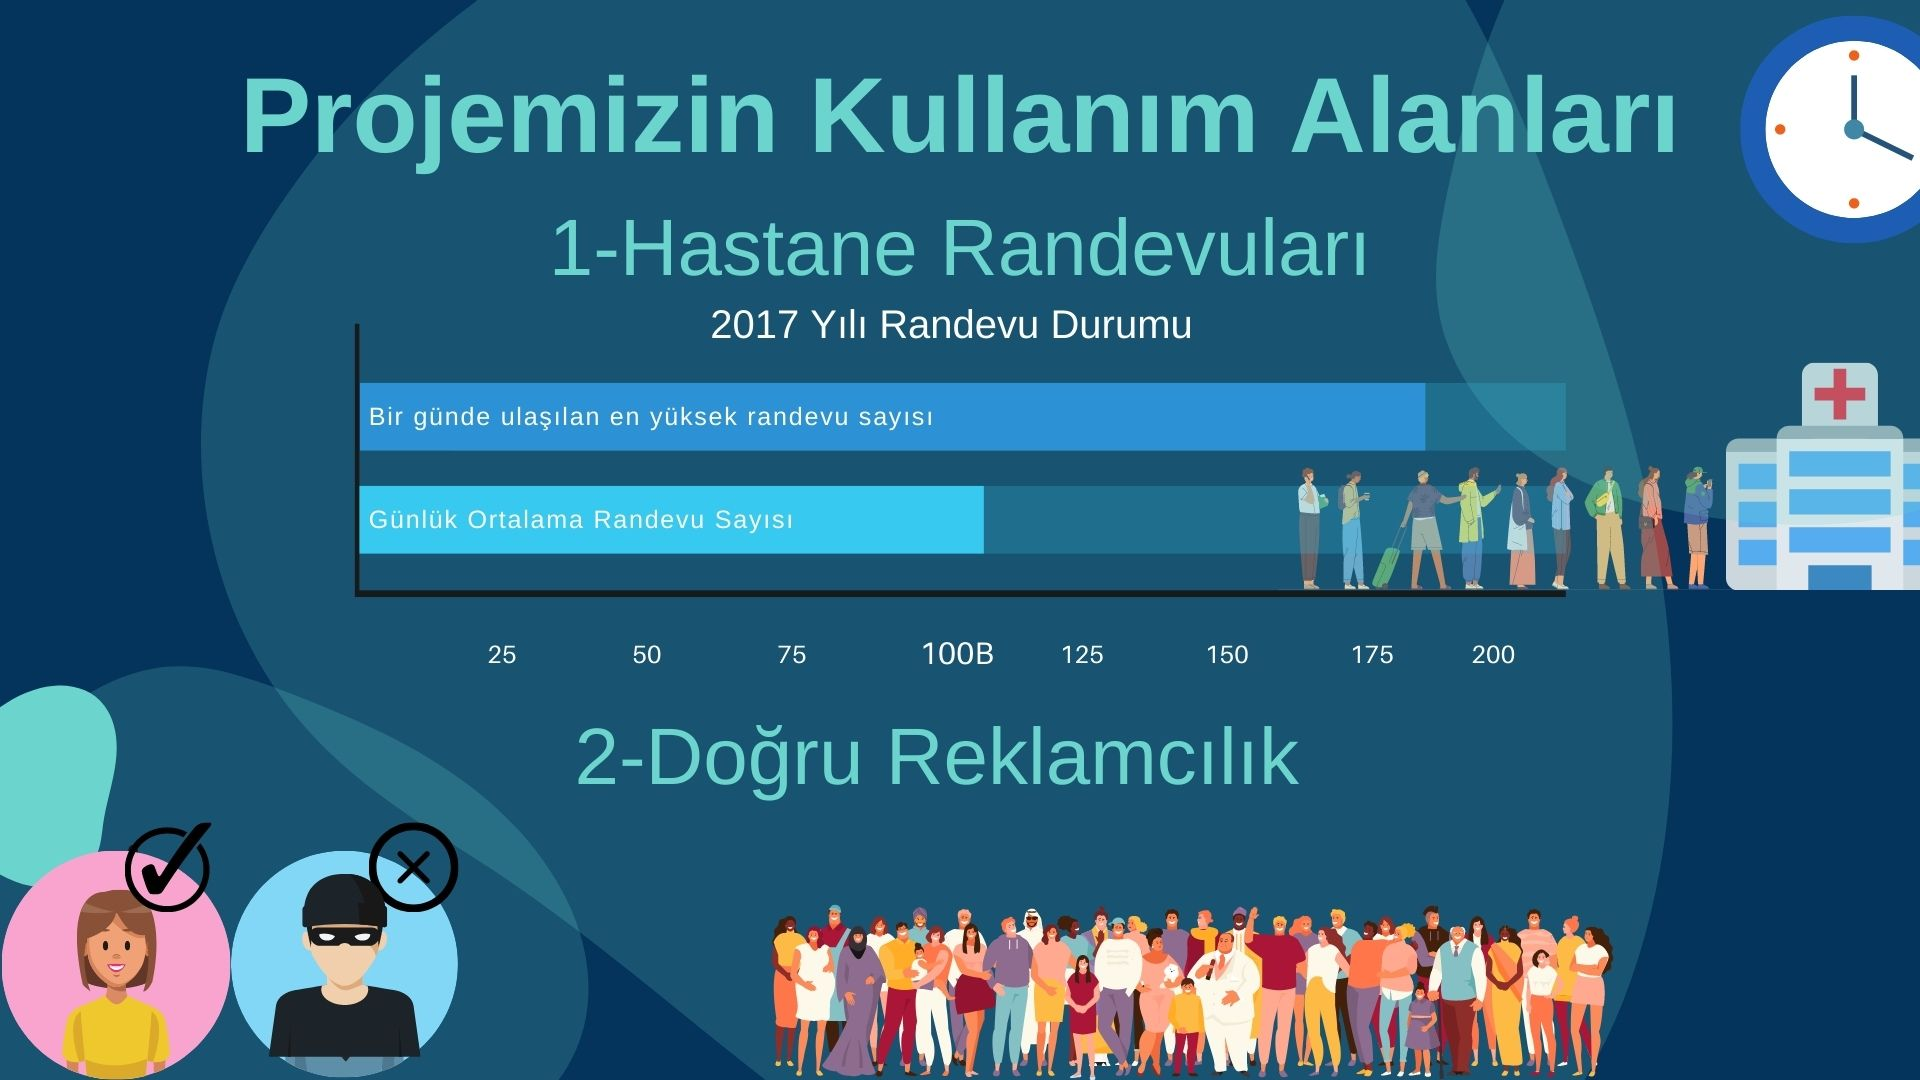 Projemizin Kullanım Alanları
1-Hastane Randevuları
2017 Yılı Randevu Durumu
Bir günde ulaşılan en yüksek randevu sayısı
Günlük Ortalama Randevu Sayısı
25 50 75 100B 125 150 175 200
2-Doğru Reklamcılık